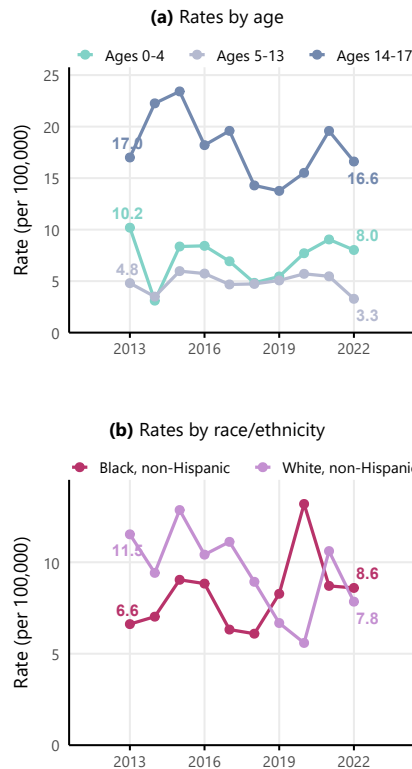 (a) Rates by age
Ages 0-4 Ages 5-13 Ages 14-17
25
20
15
10
5
0
Rate (per 100,000)
17.0
10.2
4.8
16.6
8.0
3.3
2013 2016 2019 2022
(b) Rates by race/ethnicity
Black, non-Hispanic White, non-Hispanic
10
5
0
Rate (per 100,000)
11.5
6.6
8.6
7.8
2013 2016 2019 2022